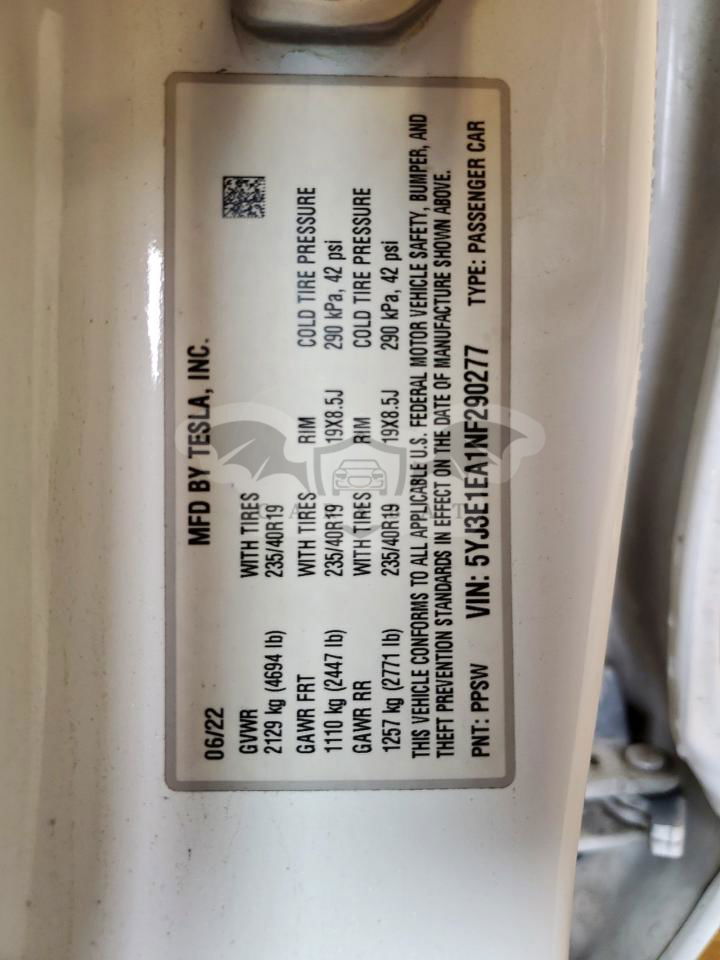 MFD BY TESLA, INC.
06/22
GVWR WITH TIRES
2129 kg (4694 lb) 235/40R19
GAWR FRT WITH TIRES RIM COLD TIRE PRESSURE
1110 kg (2447 lb) 235/40R19 19X8.5J 290 kPa, 42 psi
GAWR RR WITH TIRES RIM COLD TIRE PRESSURE
1257 kg (2771 lb) 235/40R19 19X8.5J 290 kPa, 42 psi
THIS VEHICLE CONFORMS TO ALL APPLICABLE U.S. FEDERAL MOTOR VEHICLE SAFETY, BUMPER, AND
THEFT PREVENTION STANDARDS IN EFFECT ON THE DATE OF MANUFACTURE SHOWN ABOVE.
PNT: PPSW VIN: 5YJ3E1EA1NF290277 TYPE: PASSENGER CAR